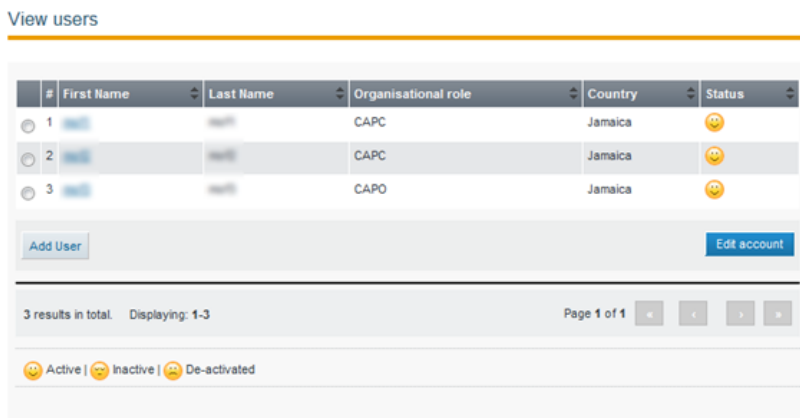 View users
# First Name Last Name Organisational role Country Status
1 CAPC Jamaica
2 CAPC Jamaica
3 CAPO Jamaica
Add User Edit account
3 results in total. Displaying: 1-3 Page 1 of 1 « ‹ › »
Active | Inactive | De-activated